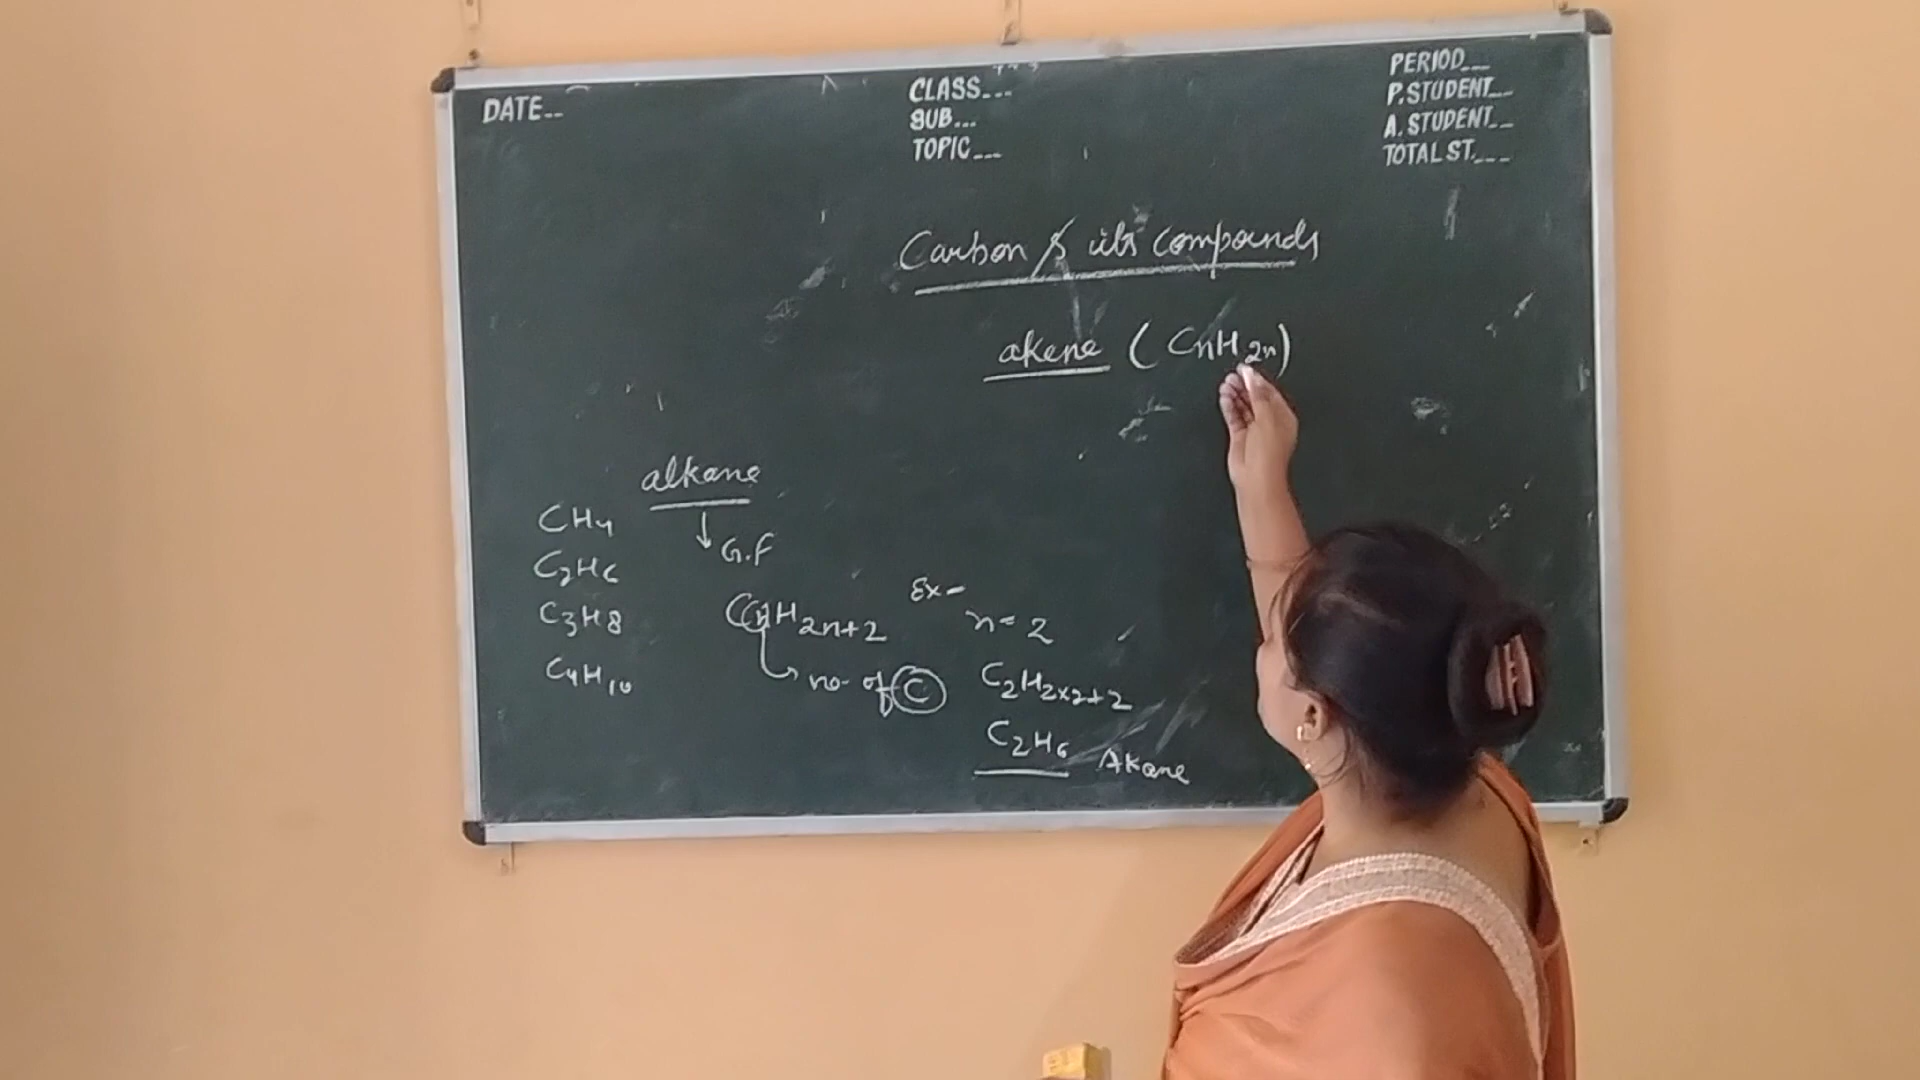 DATE--
CLASS---
SUB---
TOPIC---
PERIOD---
P.STUDENT---
A.STUDENT--
TOTAL ST.---
Carbon & its compounds
akene (CnH2n)
alkane
↓ G.F
CH4
C2H6
C3H8
C4H10
CnH2n+2
no. of C
Ex-
n = 2
C2H2x2+2
C2H6 Akane